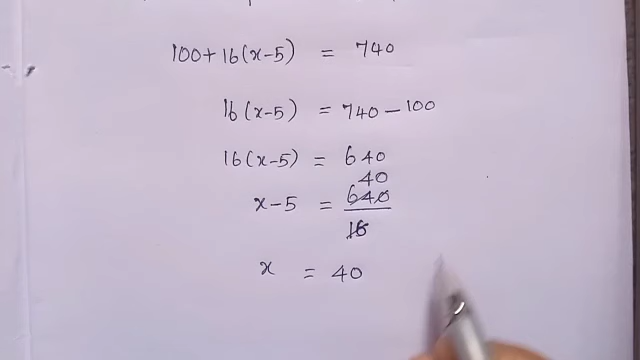 100+16(x-5) = 740
16(x-5) = 740-100
16(x-5) = 640
40
x-5 = 640/16
x = 40